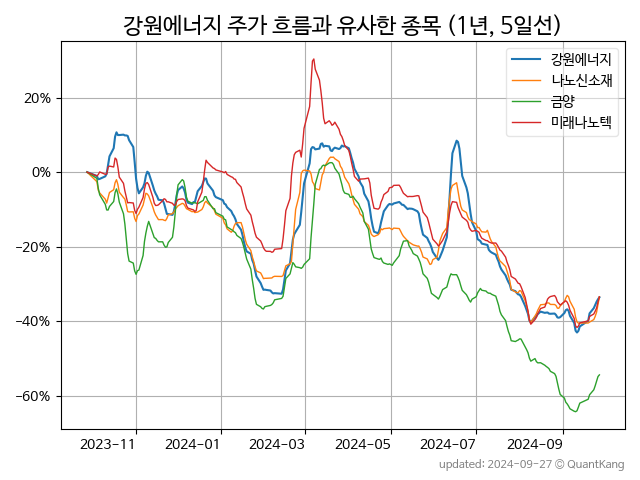 강원에너지 주가 흐름과 유사한 종목 (1년, 5일선)
강원에너지
나노신소재
금양
미래나노텍
20%
0%
−20%
−40%
−60%
2023-11 2024-01 2024-03 2024-05 2024-07 2024-09
updated: 2024-09-27 © QuantKang